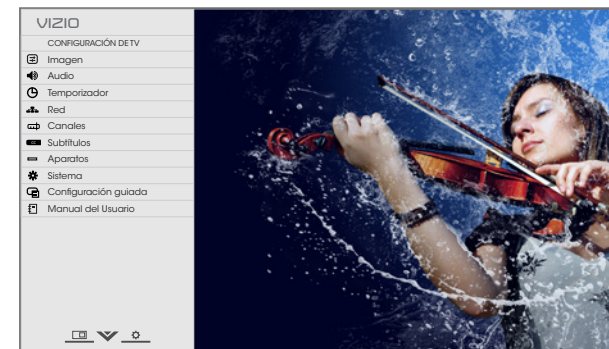 VIZIO
CONFIGURACIÓN DE TV
Imagen
Audio
Temporizador
Red
Canales
Subtítulos
Aparatos
Sistema
Configuración guiada
Manual del Usuario